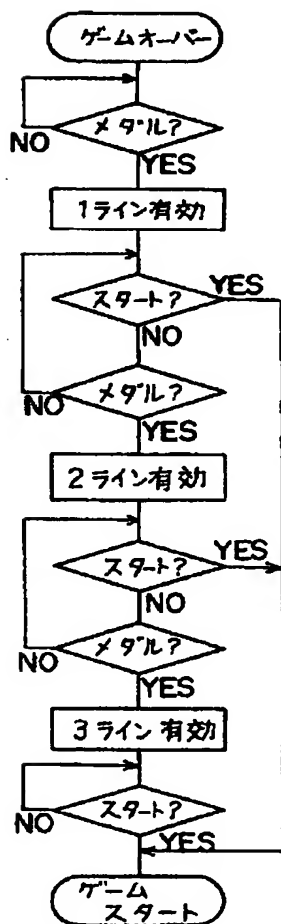 ゲームオーバー
メダル?
NO
YES
1ライン有効
スタート?
YES
NO
メダル?
NO
YES
2ライン有効
スタート?
YES
NO
メダル?
NO
YES
3ライン有効
スタート?
NO
YES
ゲーム
スタート